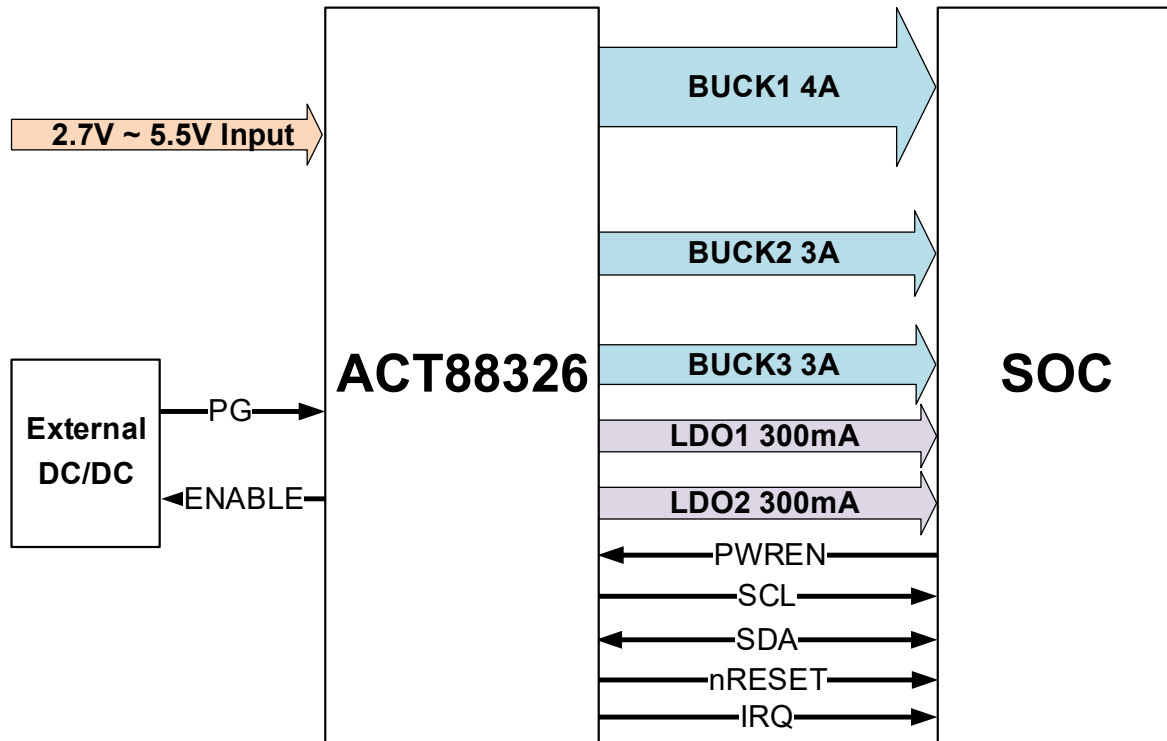 2.7V ~ 5.5V Input
External
DC/DC
PG
ENABLE
ACT88326
BUCK1 4A
BUCK2 3A
BUCK3 3A
LDO1 300mA
LDO2 300mA
PWREN
SCL
SDA
nRESET
IRQ
SOC